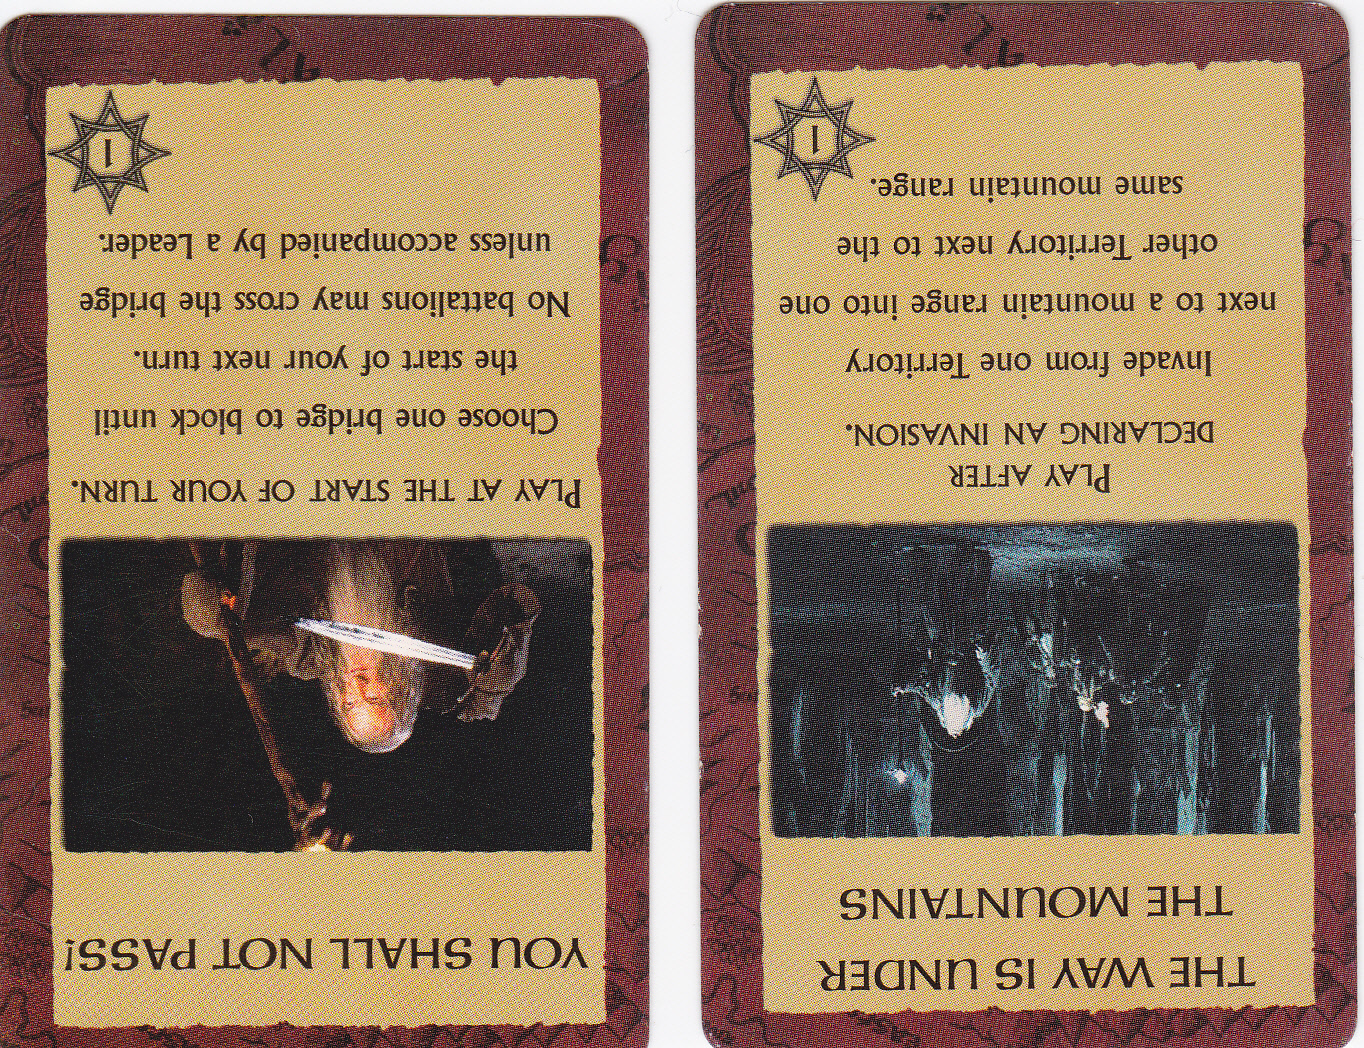 THE WAY IS UNDER
THE MOUNTAINS
PLAY AFTER
DECLARING AN INVASION.
Invade from one Territory
next to a mountain range into one
other Territory next to the
same mountain range.
1
YOU SHALL NOT PASS!
PLAY AT THE START OF YOUR TURN.
Choose one bridge to block until
the start of your next turn.
No battalions may cross the bridge
unless accompanied by a Leader.
1